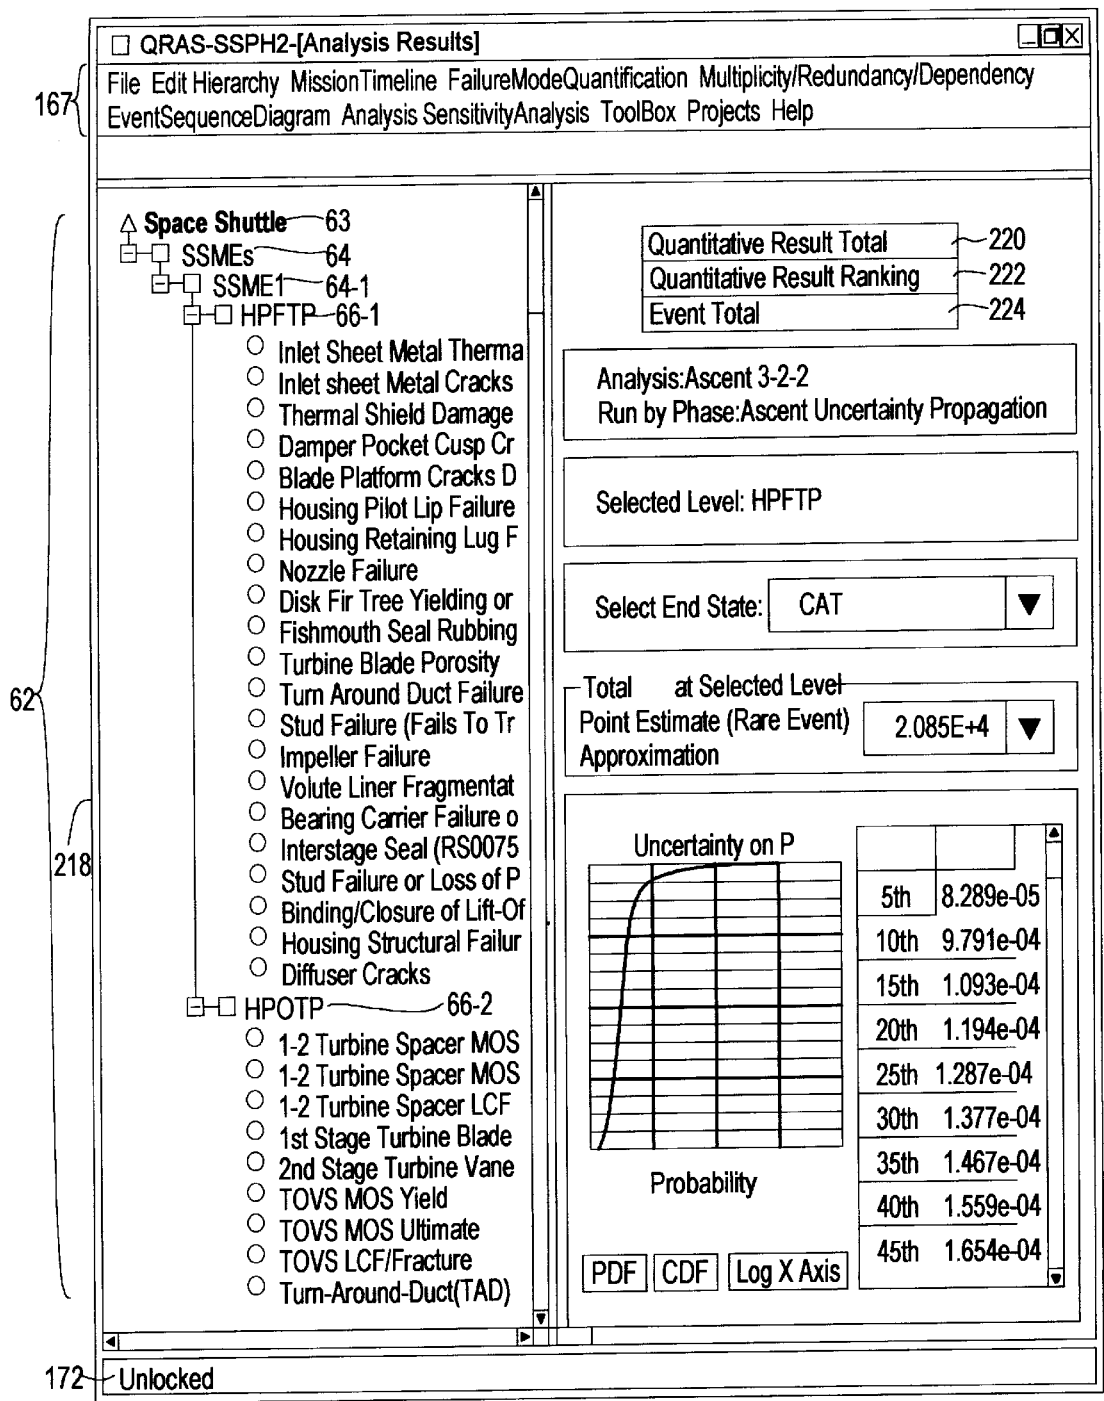 QRAS-SSPH2-[Analysis Results]
File Edit Hierarchy MissionTimeline FailureModeQuantification Multiplicity/Redundancy/Dependency
167
EventSequenceDiagram Analysis SensitivityAnalysis ToolBox Projects Help
Space Shuttle 63
SSMEs 64
SSME1 64-1
HPFTP 66-1
Inlet Sheet Metal Therma
Inlet sheet Metal Cracks
Thermal Shield Damage
Damper Pocket Cusp Cr
Blade Platform Cracks D
Housing Pilot Lip Failure
Housing Retaining Lug F
Nozzle Failure
Disk Fir Tree Yielding or
Fishmouth Seal Rubbing
Turbine Blade Porosity
Turn Around Duct Failure
62
Stud Failure (Fails To Tr
Impeller Failure
Volute Liner Fragmentat
Bearing Carrier Failure o
Interstage Seal (RS0075
218
Stud Failure or Loss of P
Binding/Closure of Lift-Of
Housing Structural Failur
Diffuser Cracks
HPOTP 66-2
1-2 Turbine Spacer MOS
1-2 Turbine Spacer MOS
1-2 Turbine Spacer LCF
1st Stage Turbine Blade
2nd Stage Turbine Vane
TOVS MOS Yield
TOVS MOS Ultimate
TOVS LCF/Fracture
Turn-Around-Duct(TAD)
Quantitative Result Total 220
Quantitative Result Ranking 222
Event Total 224
Analysis:Ascent 3-2-2
Run by Phase:Ascent Uncertainty Propagation
Selected Level: HPFTP
Select End State: CAT
Total at Selected Level
Point Estimate (Rare Event) 2.085E+4
Approximation
Uncertainty on P
Probability
PDF CDF Log X Axis
5th 8.289e-05
10th 9.791e-04
15th 1.093e-04
20th 1.194e-04
25th 1.287e-04
30th 1.377e-04
35th 1.467e-04
40th 1.559e-04
45th 1.654e-04
172 Unlocked